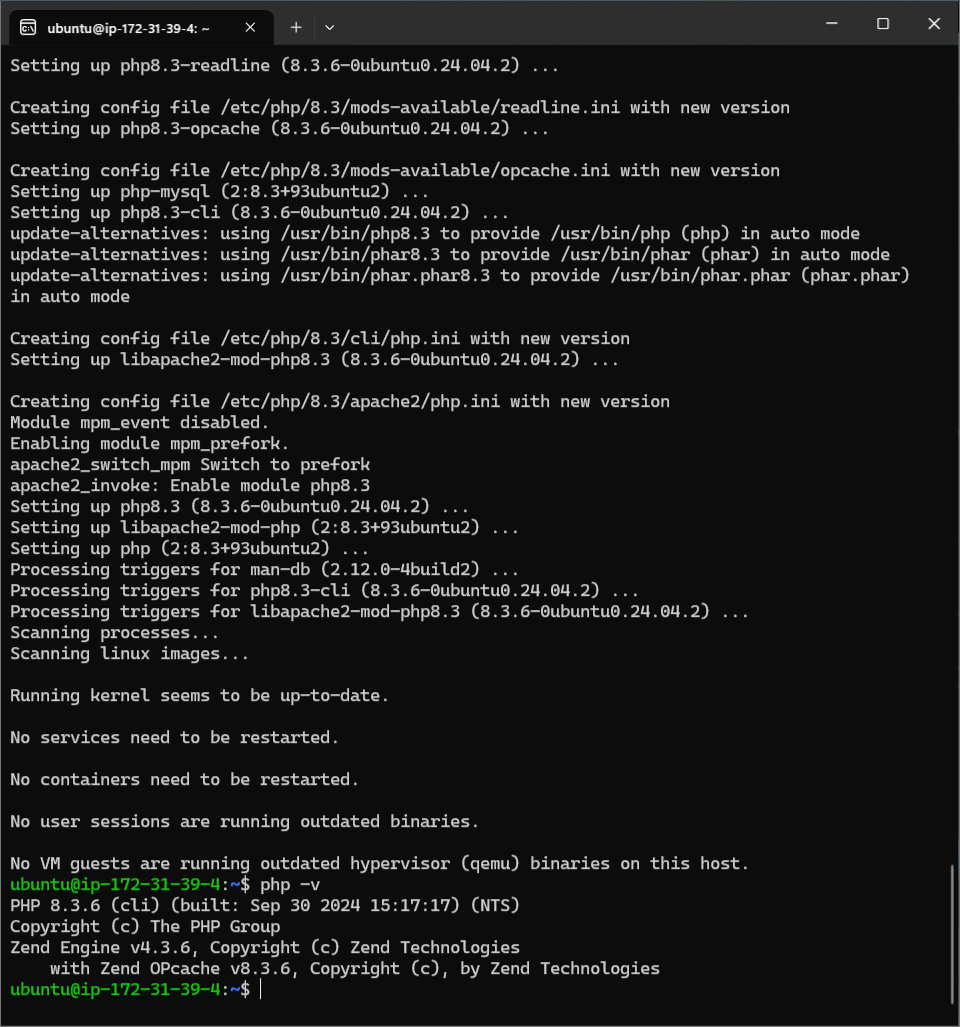 ubuntu@ip-172-31-39-4: ~
Setting up php8.3-readline (8.3.6-0ubuntu0.24.04.2) ...
Creating config file /etc/php/8.3/mods-available/readline.ini with new version
Setting up php8.3-opcache (8.3.6-0ubuntu0.24.04.2) ...
Creating config file /etc/php/8.3/mods-available/opcache.ini with new version
Setting up php-mysql (2:8.3+93ubuntu2) ...
Setting up php8.3-cli (8.3.6-0ubuntu0.24.04.2) ...
update-alternatives: using /usr/bin/php8.3 to provide /usr/bin/php (php) in auto mode
update-alternatives: using /usr/bin/phar8.3 to provide /usr/bin/phar (phar) in auto mode
update-alternatives: using /usr/bin/phar.phar8.3 to provide /usr/bin/phar.phar (phar.phar)
in auto mode
Creating config file /etc/php/8.3/cli/php.ini with new version
Setting up libapache2-mod-php8.3 (8.3.6-0ubuntu0.24.04.2) ...
Creating config file /etc/php/8.3/apache2/php.ini with new version
Module mpm_event disabled.
Enabling module mpm_prefork.
apache2_switch_mpm Switch to prefork
apache2_invoke: Enable module php8.3
Setting up php8.3 (8.3.6-0ubuntu0.24.04.2) ...
Setting up libapache2-mod-php (2:8.3+93ubuntu2) ...
Setting up php (2:8.3+93ubuntu2) ...
Processing triggers for man-db (2.12.0-4build2) ...
Processing triggers for php8.3-cli (8.3.6-0ubuntu0.24.04.2) ...
Processing triggers for libapache2-mod-php8.3 (8.3.6-0ubuntu0.24.04.2) ...
Scanning processes...
Scanning linux images...
Running kernel seems to be up-to-date.
No services need to be restarted.
No containers need to be restarted.
No user sessions are running outdated binaries.
No VM guests are running outdated hypervisor (qemu) binaries on this host.
ubuntu@ip-172-31-39-4:~$ php -v
PHP 8.3.6 (cli) (built: Sep 30 2024 15:17:17) (NTS)
Copyright (c) The PHP Group
Zend Engine v4.3.6, Copyright (c) Zend Technologies
    with Zend OPcache v8.3.6, Copyright (c), by Zend Technologies
ubuntu@ip-172-31-39-4:~$